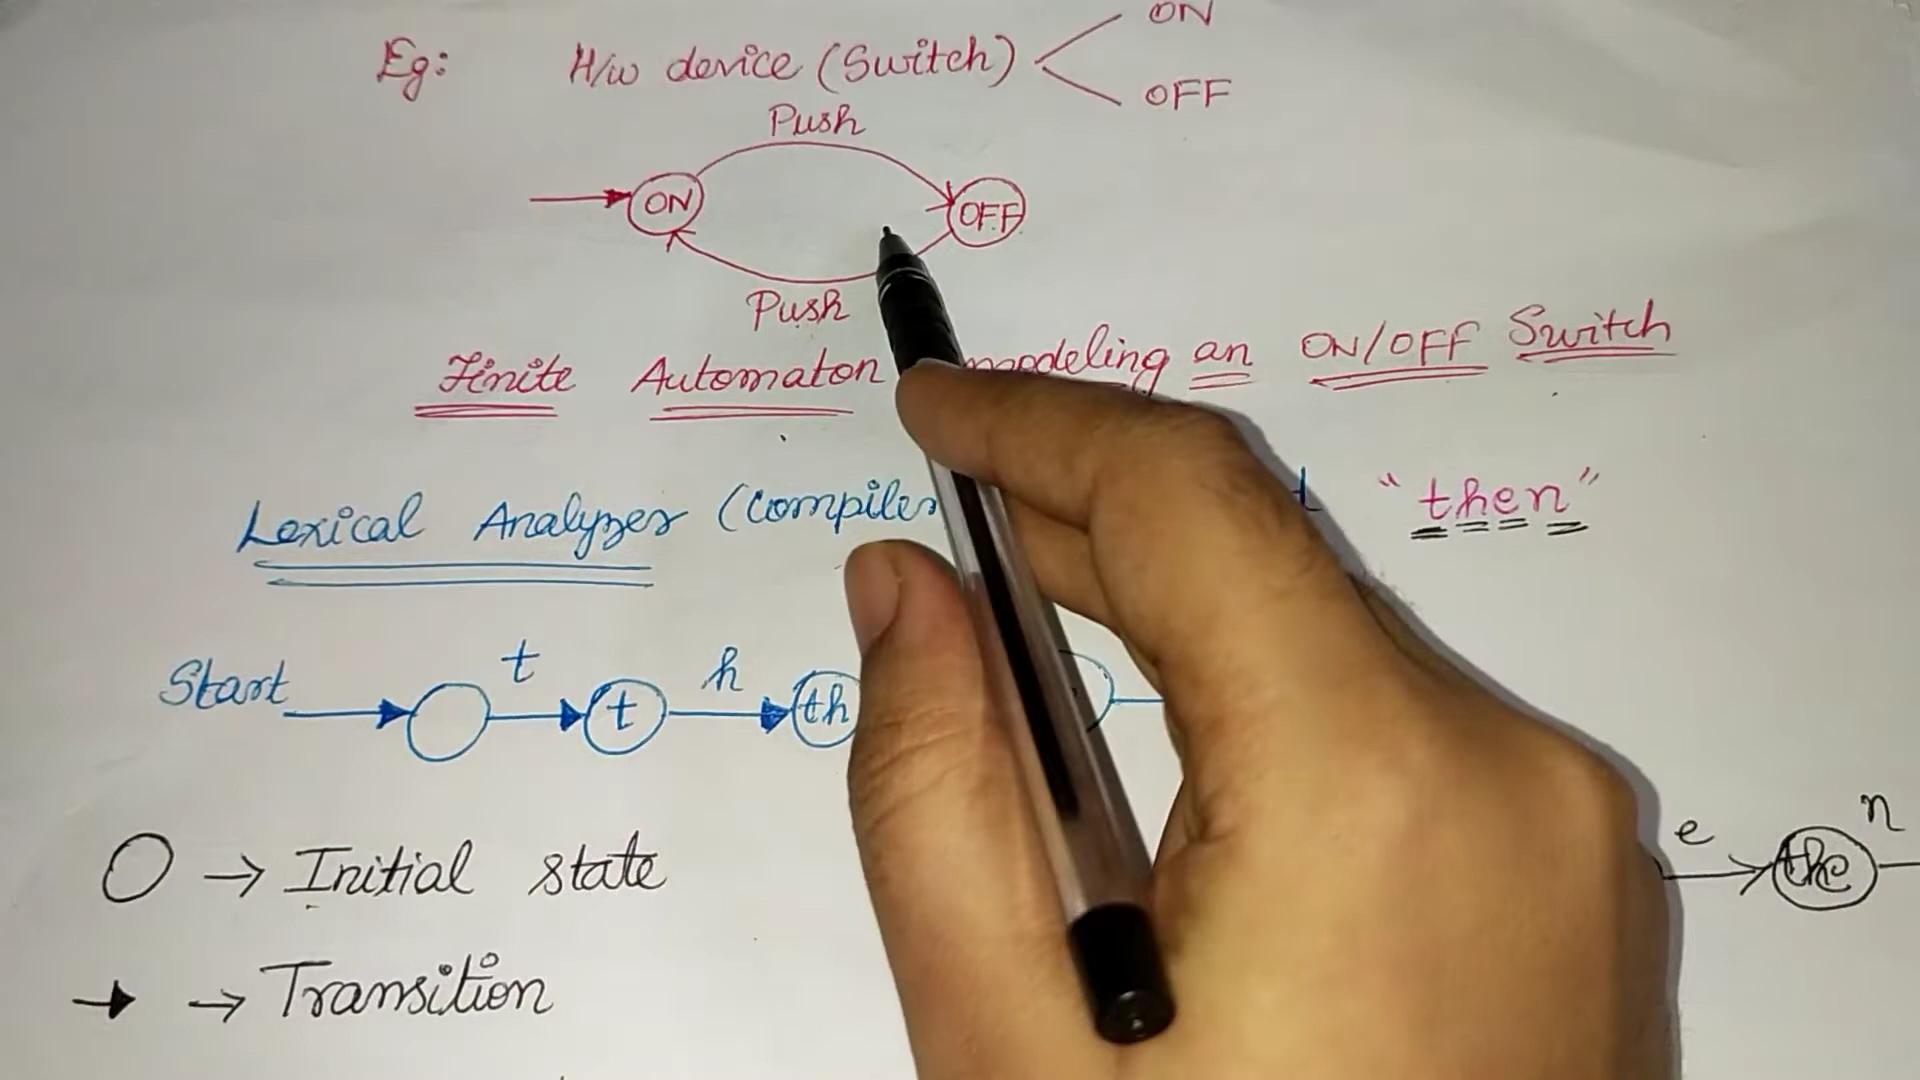 Eg: H/w device (Switch) ON
OFF
Push
ON OFF
Push
Finite Automaton modeling an ON/OFF Switch
Lexical Analyzer (Compiler "then"
Start t t h th
e the n
→ Initial state
→ → Transition